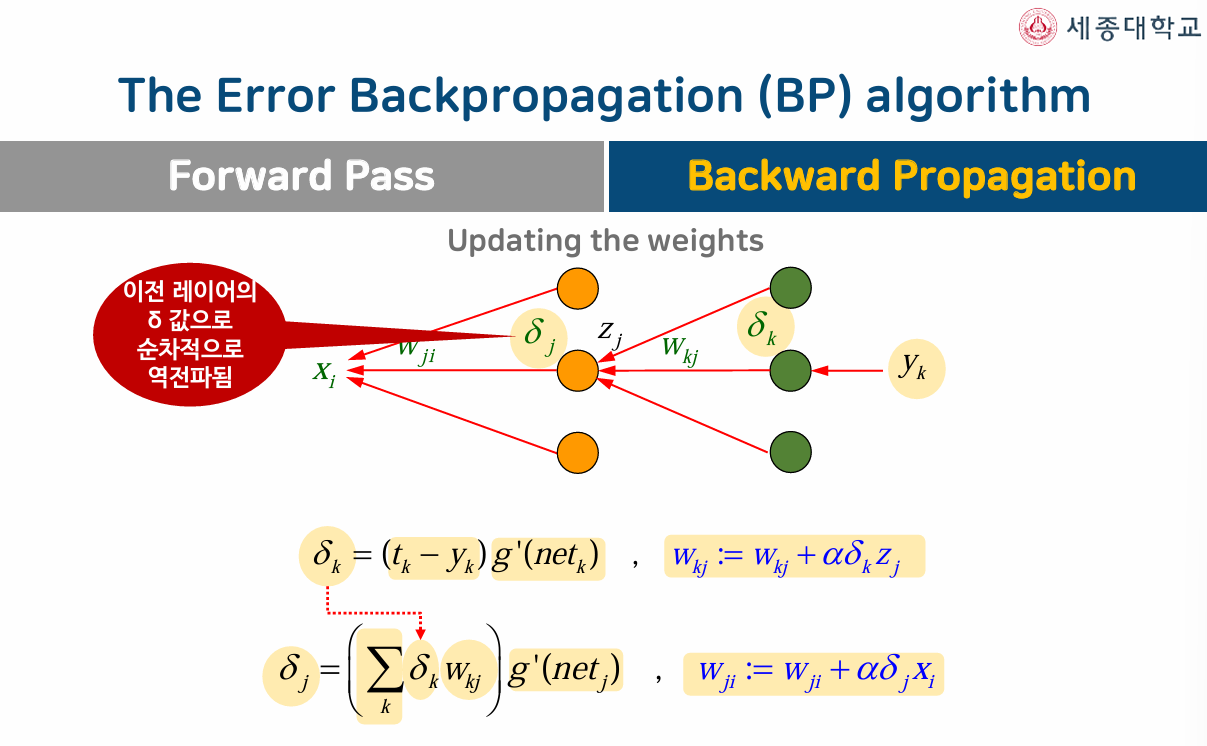 세종대학교
The Error Backpropagation (BP) algorithm
Forward Pass
Backward Propagation
Updating the weights
이전 레이어의
δ 값으로
순차적으로
역전파됨
x_i
w_ji
δ_j
z_j
w_kj
δ_k
y_k
δ_k = (t_k − y_k) g'(net_k) , w_kj := w_kj + αδ_k z_j
δ_j = (∑_k δ_k w_kj) g'(net_j) , w_ji := w_ji + αδ_j x_i